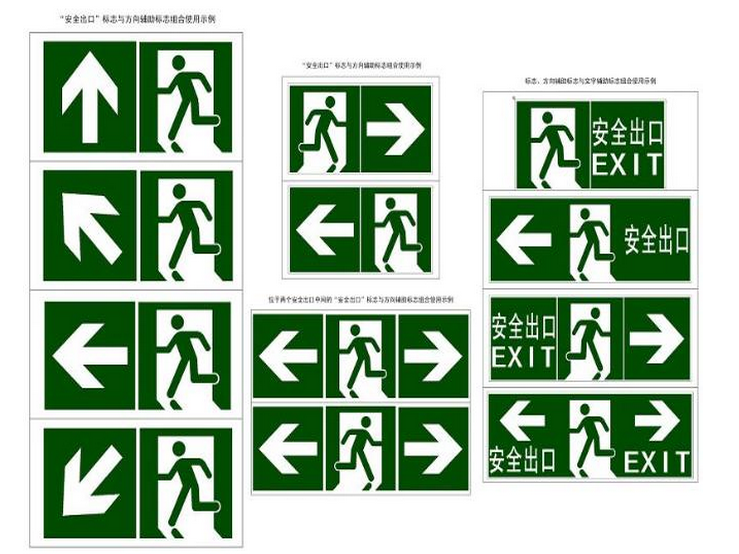 “安全出口”标志与方向辅助标志组合使用示例
“安全出口”标志与方向辅助标志组合使用示例
位于两个安全出口中间的“安全出口”标志与方向辅助标志组合使用示例
标志、方向辅助标志与文字辅助标志组合使用示例
安全出口
EXIT
安全出口
安全出口
EXIT
安全出口
EXIT